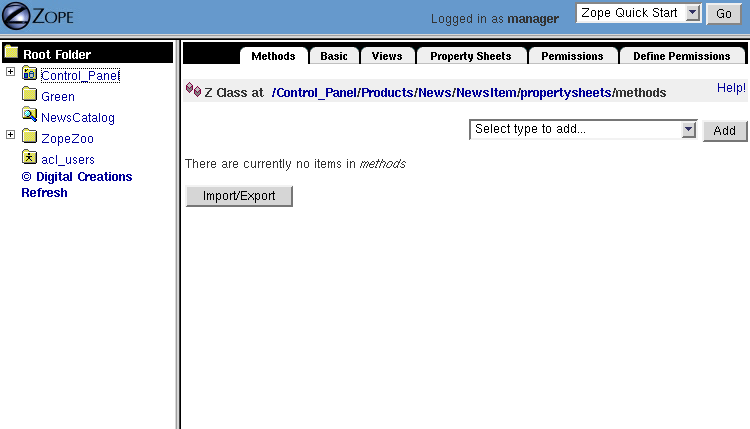 ZOPE
Logged in as manager
Zope Quick Start
Go
Root Folder
Control_Panel
Green
NewsCatalog
ZopeZoo
acl_users
© Digital Creations
Refresh
Methods
Basic
Views
Property Sheets
Permissions
Define Permissions
Z Class at /Control_Panel/Products/News/NewsItem/propertysheets/methods
Help!
Select type to add...
Add
There are currently no items in methods
Import/Export